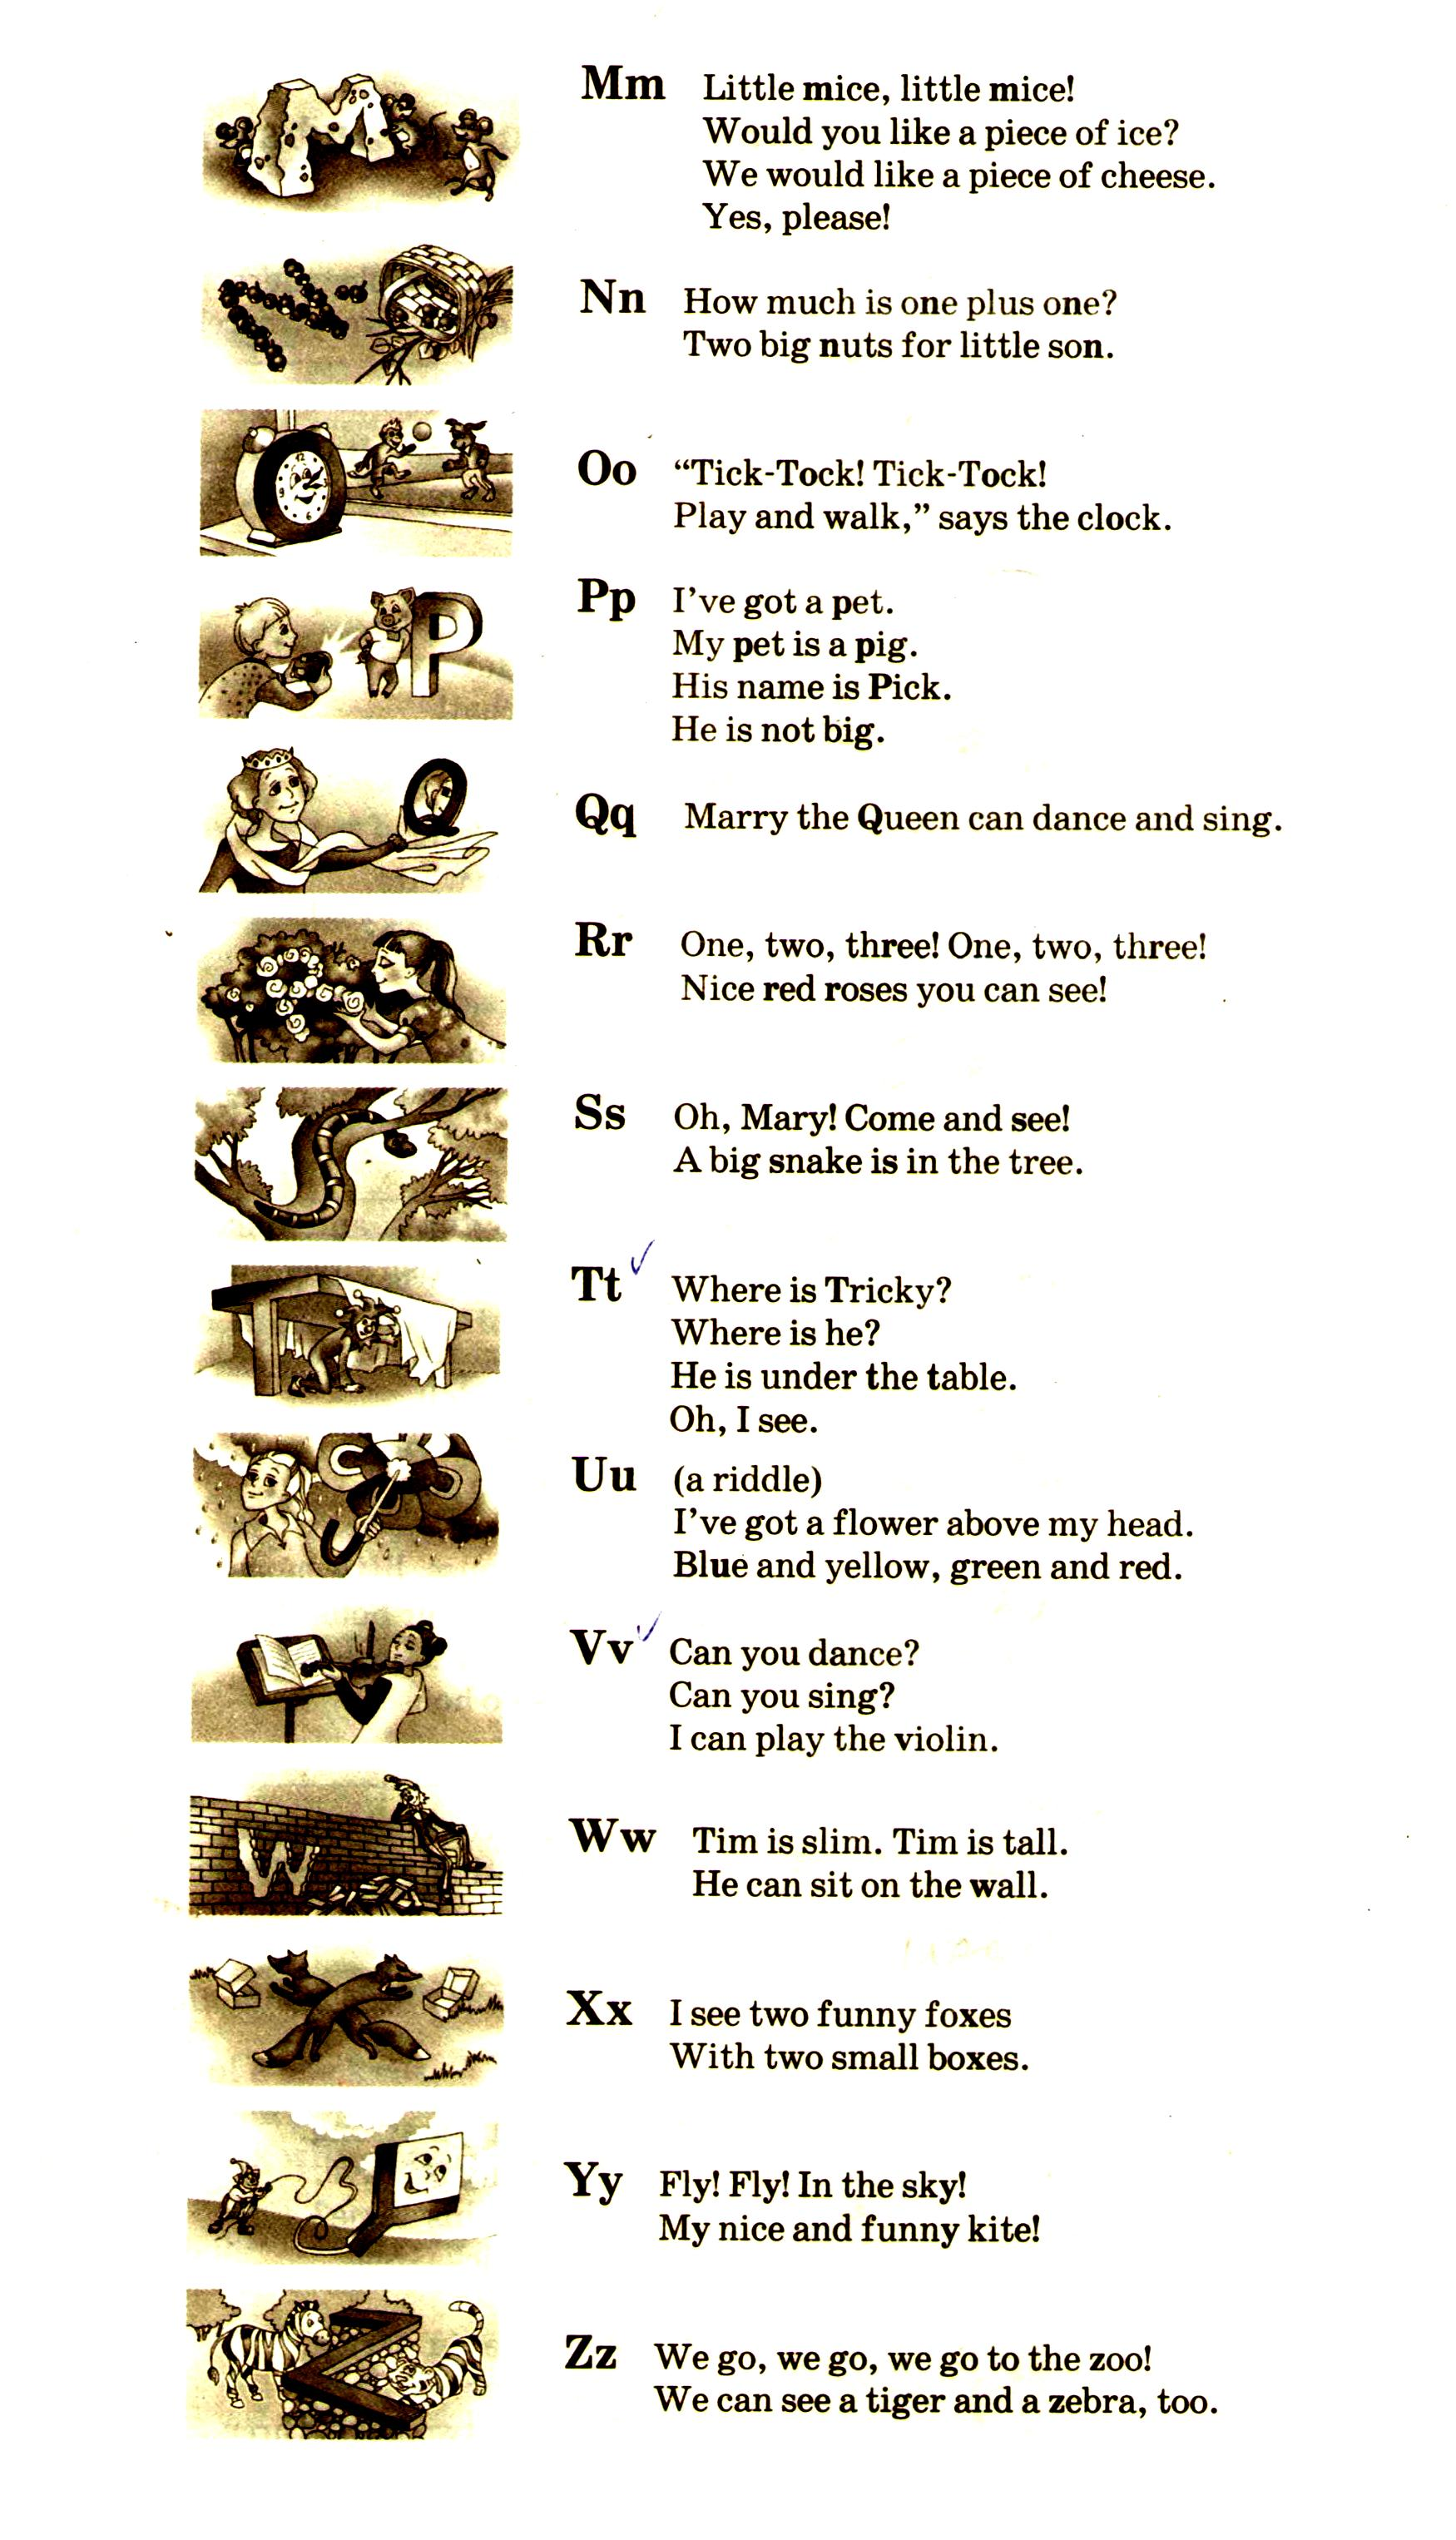 Mm Little mice, little mice!
Would you like a piece of ice?
We would like a piece of cheese.
Yes, please!
Nn How much is one plus one?
Two big nuts for little son.
Oo “Tick-Tock! Tick-Tock!
Play and walk,” says the clock.
Pp I’ve got a pet.
My pet is a pig.
His name is Pick.
He is not big.
Qq Marry the Queen can dance and sing.
Rr One, two, three! One, two, three!
Nice red roses you can see!
Ss Oh, Mary! Come and see!
A big snake is in the tree.
Tt Where is Tricky?
Where is he?
He is under the table.
Oh, I see.
Uu (a riddle)
I’ve got a flower above my head.
Blue and yellow, green and red.
Vv Can you dance?
Can you sing?
I can play the violin.
Ww Tim is slim. Tim is tall.
He can sit on the wall.
Xx I see two funny foxes
With two small boxes.
Yy Fly! Fly! In the sky!
My nice and funny kite!
Zz We go, we go, we go to the zoo!
We can see a tiger and a zebra, too.